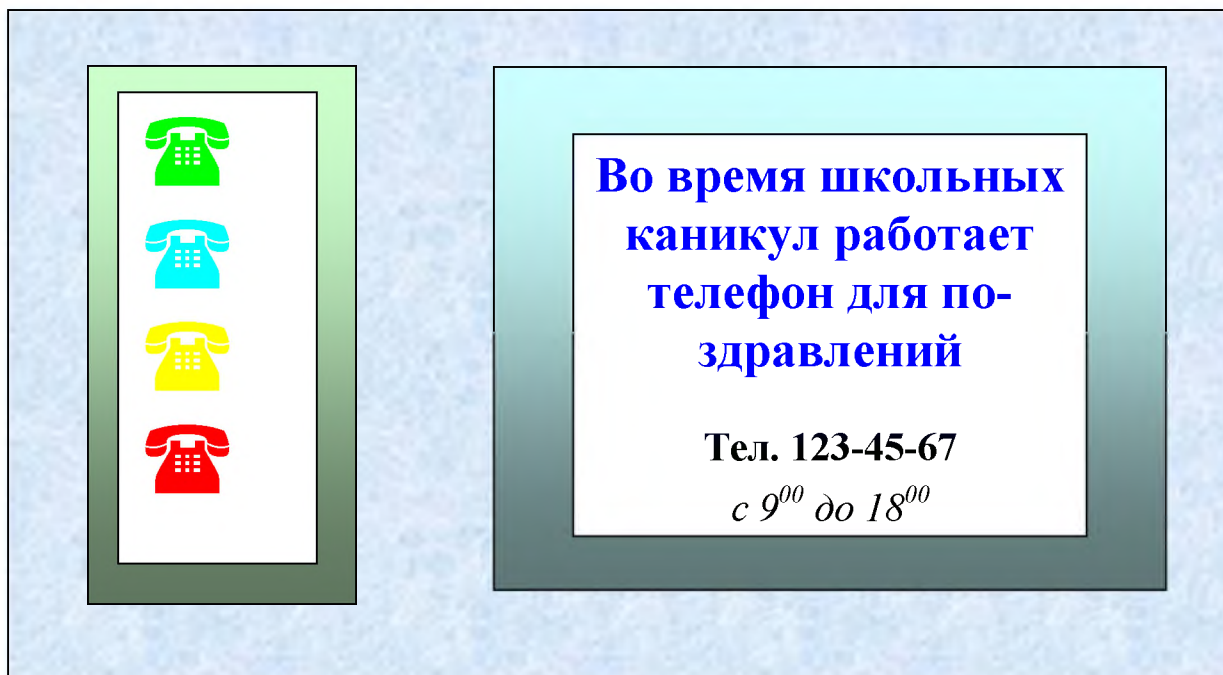 Во время школьных
каникул работает
телефон для по-
здравлений
Тел. 123-45-67
с 9⁰⁰ до 18⁰⁰